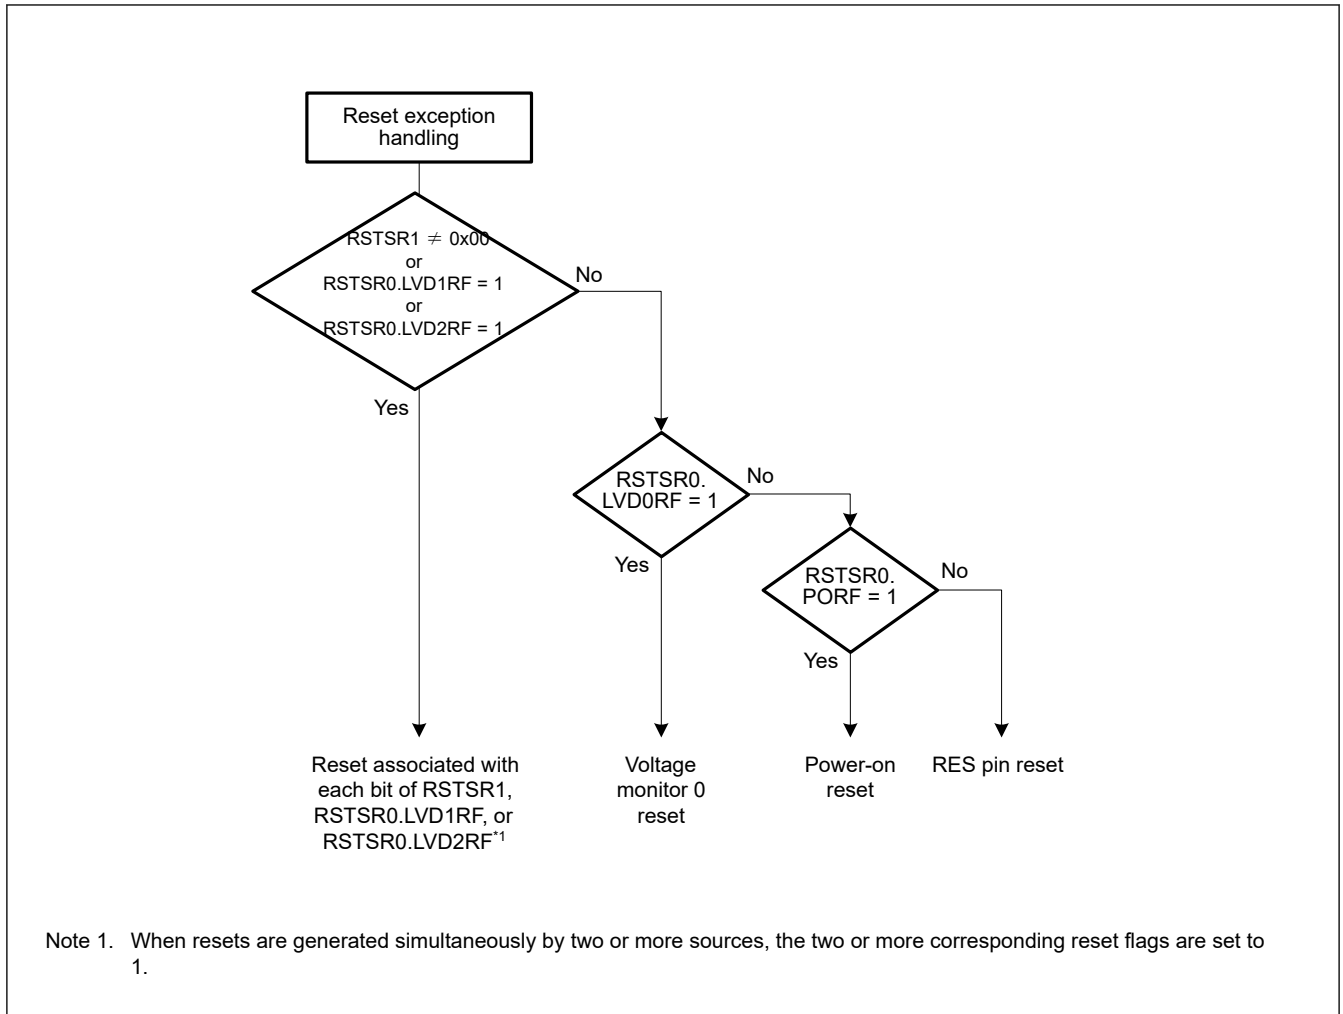 Reset exception
handling
RSTSR1 ≠ 0x00
or
RSTSR0.LVD1RF = 1
or
RSTSR0.LVD2RF = 1
No
Yes
RSTSR0.
LVD0RF = 1
No
Yes
RSTSR0.
PORF = 1
No
Yes
Reset associated with
each bit of RSTSR1,
RSTSR0.LVD1RF, or
RSTSR0.LVD2RF*1
Voltage
monitor 0
reset
Power-on
reset
RES pin reset
Note 1. When resets are generated simultaneously by two or more sources, the two or more corresponding reset flags are set to
1.